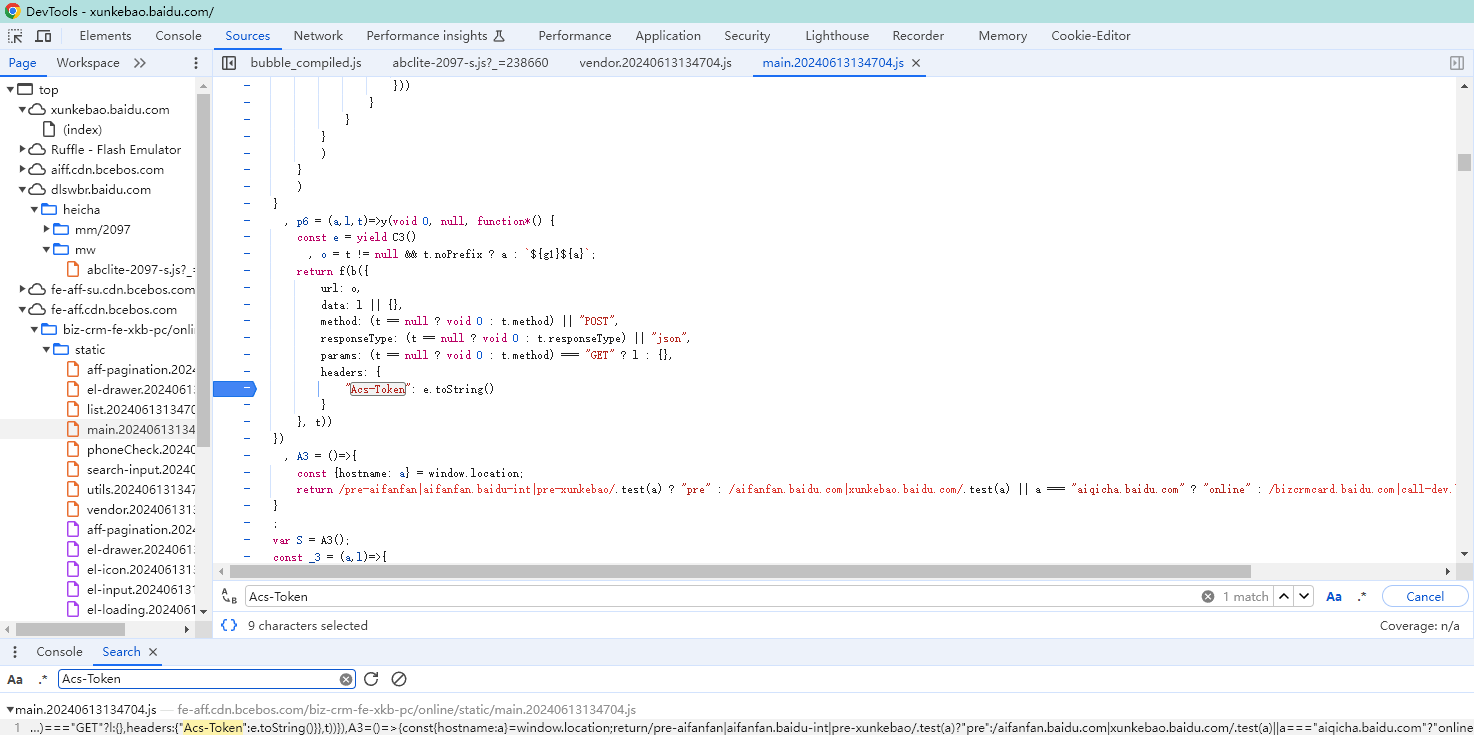 DevTools - xunkebao.baidu.com/
Elements Console Sources Network Performance insights Performance Application Security Lighthouse Recorder Memory Cookie-Editor
Page Workspace
bubble_compiled.js abclite-2097-s.js?_=238660 vendor.20240613134704.js main.20240613134704.js
top
xunkebao.baidu.com
(index)
Ruffle - Flash Emulator
aiff.cdn.bcebos.com
dlswbr.baidu.com
heicha
mm/2097
mw
abclite-2097-s.js?_=
fe-aff-su.cdn.bcebos.com
fe-aff.cdn.bcebos.com
biz-crm-fe-xkb-pc/onli
static
aff-pagination.2024
el-drawer.2024061
list.20240613134704
main.20240613134
phoneCheck.20240
search-input.20240
utils.2024061313470
vendor.202406131
aff-pagination.2024
el-drawer.2024061
el-icon.202406131
el-input.20240613
el-loading.2024061
- }))
- }
- }
- }
- )
- }
- )
- }
- , p6 = (a,l,t)=>y(void 0, null, function*() {
- const e = yield C3()
- , o = t != null && t.noPrefix ? a : `${g1}${a}`;
- return f(b({
- url: o,
- data: l || {},
- method: (t == null ? void 0 : t.method) || "POST",
- responseType: (t == null ? void 0 : t.responseType) || "json",
- params: (t == null ? void 0 : t.method) === "GET" ? l : {},
- headers: {
- "Acs-Token": e.toString()
- }
- }, t))
- })
- , A3 = ()=>{
- const {hostname: a} = window.location;
- return /pre-aifanfan|aifanfan.baidu-int|pre-xunkebao/.test(a) ? "pre" : /aifanfan.baidu.com|xunkebao.baidu.com/.test(a) || a === "aiqicha.baidu.com" ? "online" : /bizcrmcard.baidu.com|call-dev.
- }
- ;
- var S = A3();
- const _3 = (a,l)=>{
Acs-Token 1 match Aa .* Cancel
{} 9 characters selected Coverage: n/a
Console Search
Aa .* Acs-Token
main.20240613134704.js — fe-aff.cdn.bcebos.com/biz-crm-fe-xkb-pc/online/static/main.20240613134704.js
1 ...)==="GET"?l:{},headers:{"Acs-Token":e.toString()}},t))}),A3=()=>{const{hostname:a}=window.location;return/pre-aifanfan|aifanfan.baidu-int|pre-xunkebao/.test(a)?"pre":/aifanfan.baidu.com|xunkebao.baidu.com/.test(a)||a==="aiqicha.baidu.com"?"online